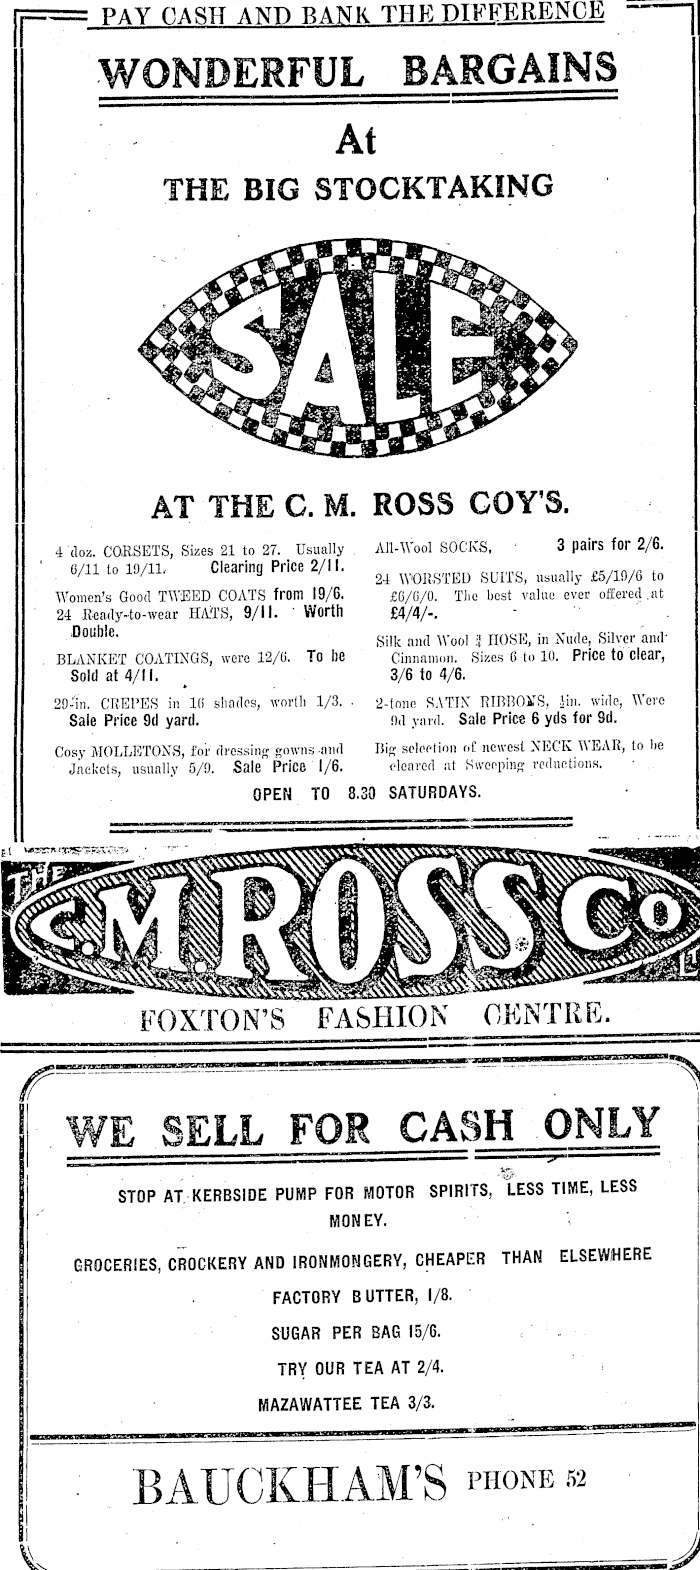 PAY CASH AND BANK THE DIFFERENCE
WONDERFUL BARGAINS
At
THE BIG STOCKTAKING
SALE
AT THE C. M. ROSS COY'S.
4 doz. CORSETS, Sizes 21 to 27. Usually
6/11 to 19/11. Clearing Price 2/11.
Women's Good TWEED COATS from 19/6.
24 Ready-to-wear HATS, 9/11. Worth
Double.
BLANKET COATINGS, were 12/6. To be
Sold at 4/11.
29-in. CREPES in 16 shades, worth 1/3.
Sale Price 9d yard.
Cosy MOLLETONS, for dressing gowns and
Jackets, usually 5/9. Sale Price 1/6.
All-Wool SOCKS, 3 pairs for 2/6.
24 WORSTED SUITS, usually £5/19/6 to
£6/6/0. The best value ever offered at
£4/4/-.
Silk and Wool ¾ HOSE, in Nude, Silver and
Cinnamon. Sizes 6 to 10. Price to clear,
3/6 to 4/6.
2-tone SATIN RIBBONS, ½in. wide, Were
9d yard. Sale Price 6 yds for 9d.
Big selection of newest NECK WEAR, to be
cleared at Sweeping reductions.
OPEN TO 8.30 SATURDAYS.
THE
C.M. ROSS Co
FOXTON'S FASHION CENTRE.
WE SELL FOR CASH ONLY
STOP AT KERBSIDE PUMP FOR MOTOR SPIRITS, LESS TIME, LESS
MONEY.
GROCERIES, CROCKERY AND IRONMONGERY, CHEAPER THAN ELSEWHERE
FACTORY BUTTER, 1/8.
SUGAR PER BAG 15/6.
TRY OUR TEA AT 2/4.
MAZAWATTEE TEA 3/3.
BAUCKHAM'S PHONE 52